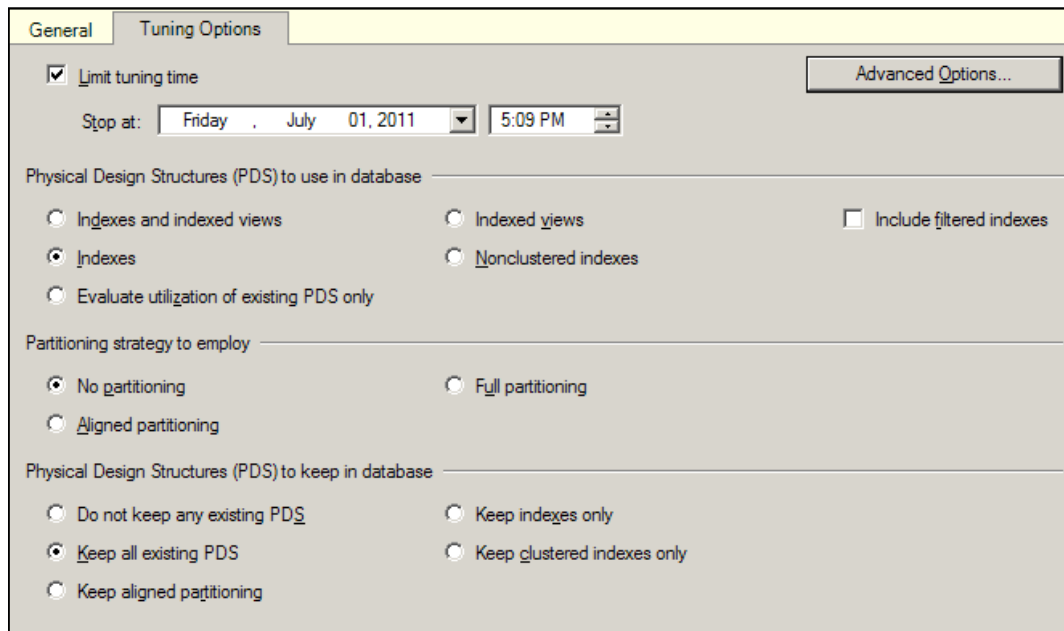 General Tuning Options
Limit tuning time Advanced Options...
Stop at: Friday , July 01, 2011 5:09 PM
Physical Design Structures (PDS) to use in database
Indexes and indexed views Indexed views Include filtered indexes
Indexes Nonclustered indexes
Evaluate utilization of existing PDS only
Partitioning strategy to employ
No partitioning Full partitioning
Aligned partitioning
Physical Design Structures (PDS) to keep in database
Do not keep any existing PDS Keep indexes only
Keep all existing PDS Keep clustered indexes only
Keep aligned partitioning